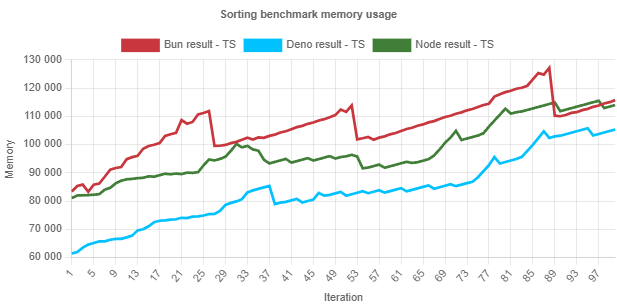 Sorting benchmark memory usage
Bun result - TS Deno result - TS Node result - TS
130 000
120 000
110 000
100 000
90 000
80 000
70 000
60 000
Memory
1 5 9 13 17 21 25 29 33 37 41 45 49 53 57 61 65 69 73 77 81 85 89 93 97
Iteration